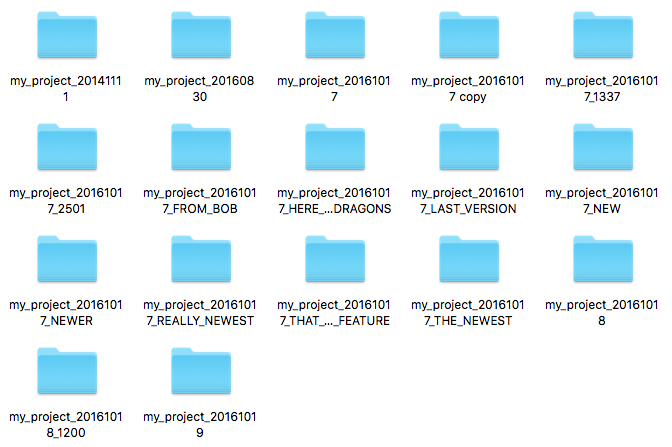 my_project_2014111
1
my_project_201608
30
my_project_2016101
7
my_project_2016101
7 copy
my_project_2016101
7_1337
my_project_2016101
7_2501
my_project_2016101
7_FROM_BOB
my_project_2016101
7_HERE_...DRAGONS
my_project_2016101
7_LAST_VERSION
my_project_2016101
7_NEW
my_project_2016101
7_NEWER
my_project_2016101
7_REALLY_NEWEST
my_project_2016101
7_THAT_..._FEATURE
my_project_2016101
7_THE_NEWEST
my_project_2016101
8
my_project_2016101
8_1200
my_project_2016101
9